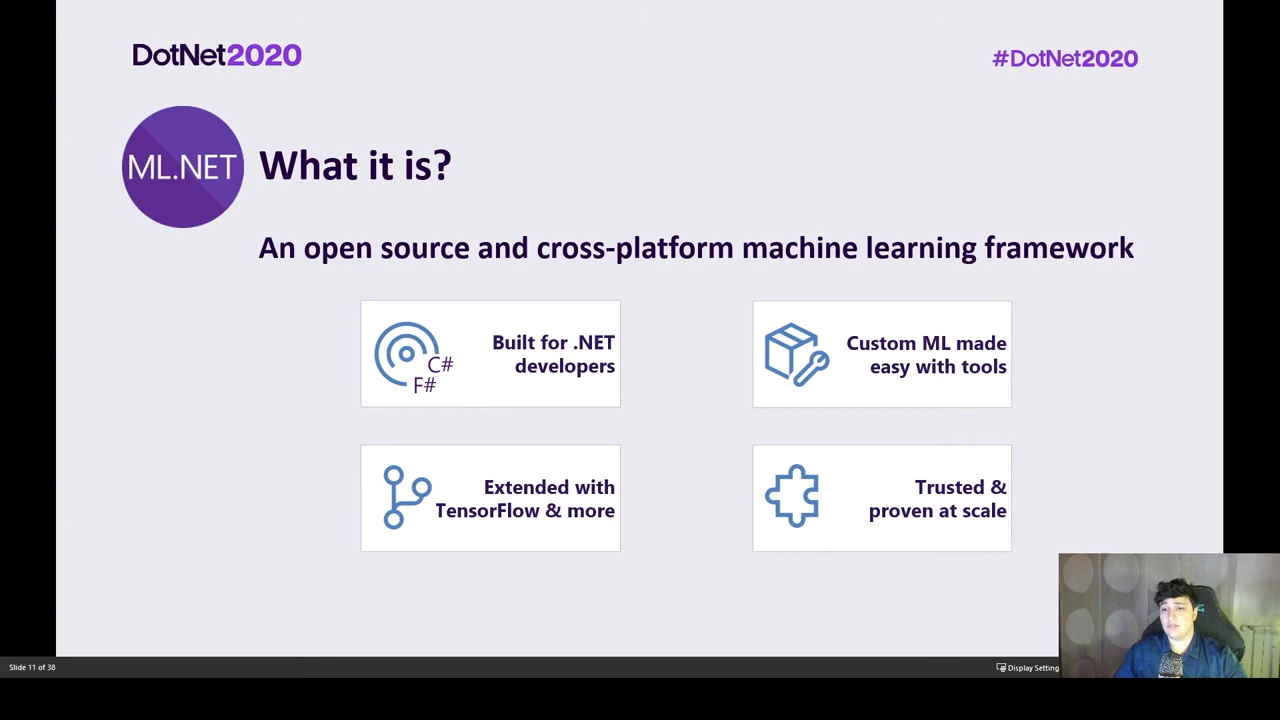 DotNet2020
#DotNet2020
ML.NET
What it is?
An open source and cross-platform machine learning framework
C#
F#
Built for .NET
developers
Custom ML made
easy with tools
Extended with
TensorFlow & more
Trusted &
proven at scale
Slide 11 of 38
Display Setting